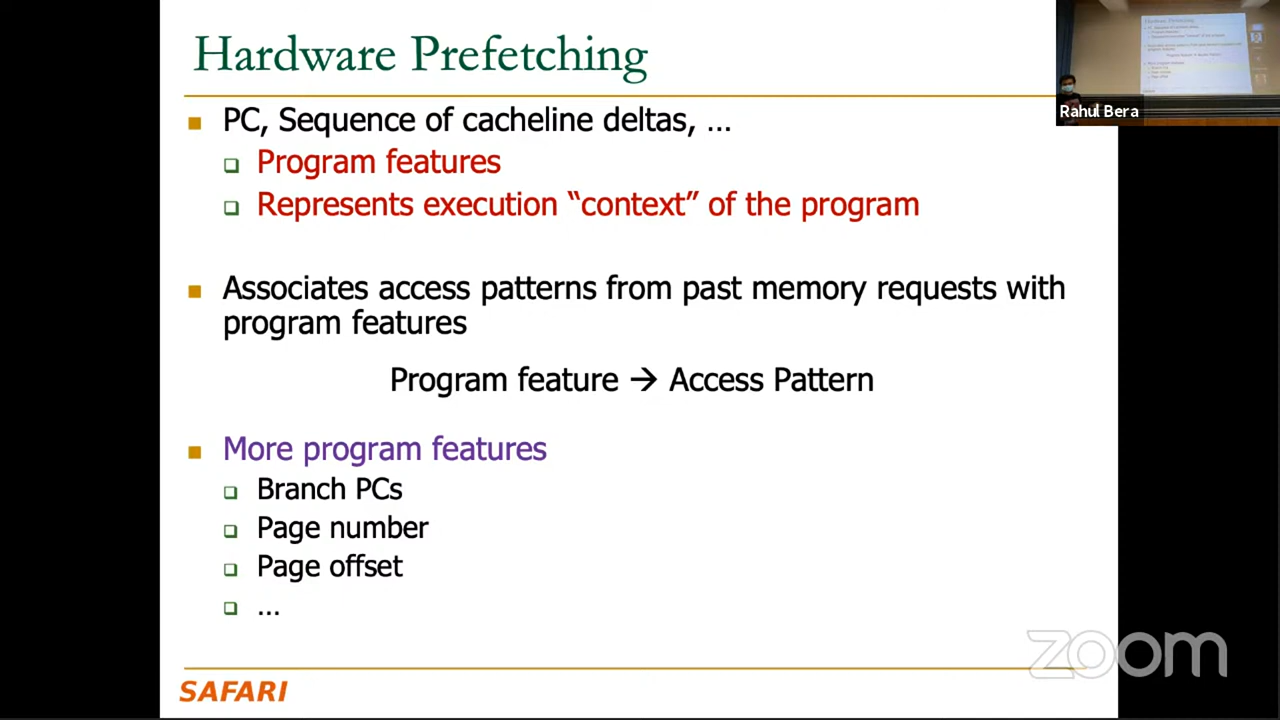 Hardware Prefetching
PC, Sequence of cacheline deltas, ...
Program features
Represents execution “context” of the program
Associates access patterns from past memory requests with
program features
Program feature → Access Pattern
More program features
Branch PCs
Page number
Page offset
...
SAFARI
Rahul Bera
zoom